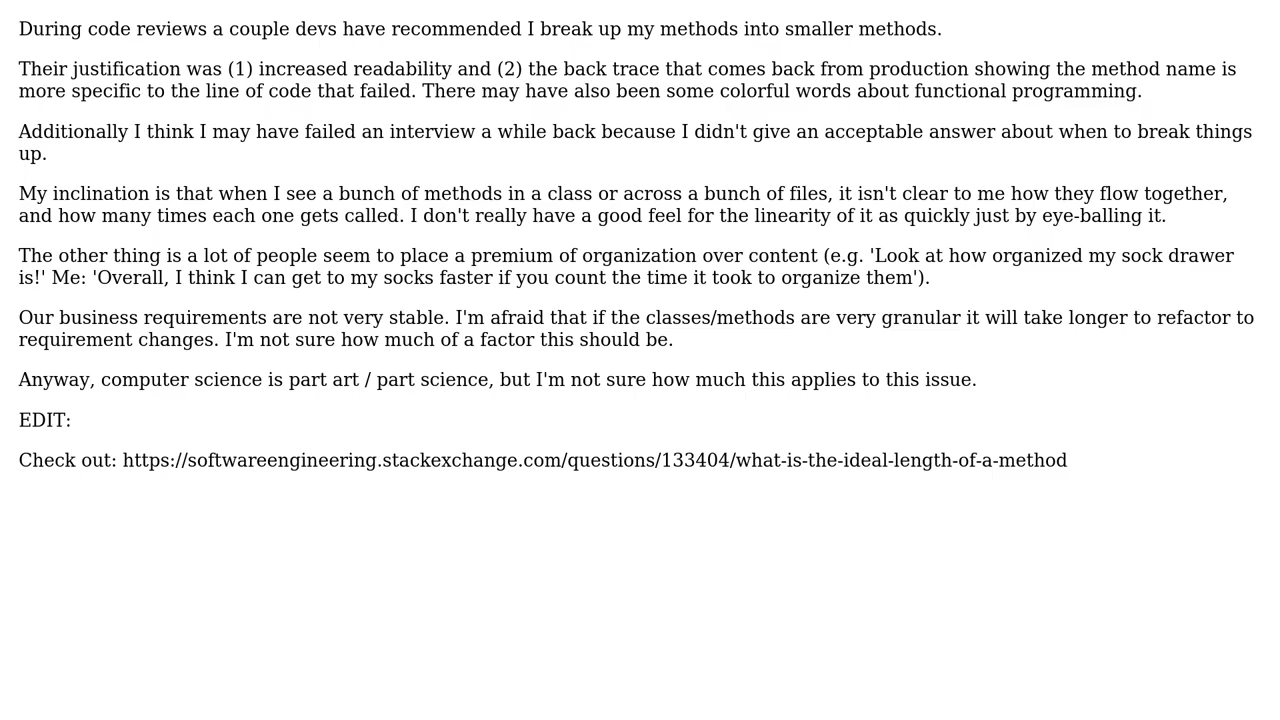 During code reviews a couple devs have recommended I break up my methods into smaller methods.
Their justification was (1) increased readability and (2) the back trace that comes back from production showing the method name is
more specific to the line of code that failed. There may have also been some colorful words about functional programming.
Additionally I think I may have failed an interview a while back because I didn't give an acceptable answer about when to break things
up.
My inclination is that when I see a bunch of methods in a class or across a bunch of files, it isn't clear to me how they flow together,
and how many times each one gets called. I don't really have a good feel for the linearity of it as quickly just by eye-balling it.
The other thing is a lot of people seem to place a premium of organization over content (e.g. 'Look at how organized my sock drawer
is!' Me: 'Overall, I think I can get to my socks faster if you count the time it took to organize them').
Our business requirements are not very stable. I'm afraid that if the classes/methods are very granular it will take longer to refactor to
requirement changes. I'm not sure how much of a factor this should be.
Anyway, computer science is part art / part science, but I'm not sure how much this applies to this issue.
EDIT:
Check out: https://softwareengineering.stackexchange.com/questions/133404/what-is-the-ideal-length-of-a-method